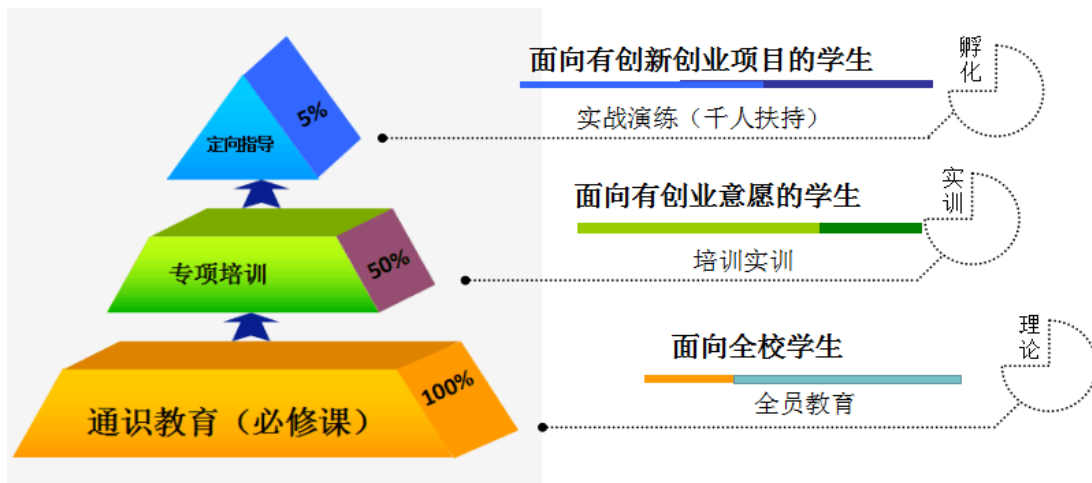 面向有创新创业项目的学生
孵化
5%
定向指导
实战演练（千人扶持）
面向有创业意愿的学生
实训
专项培训
50%
培训实训
面向全校学生
理论
100%
通识教育（必修课）
全员教育